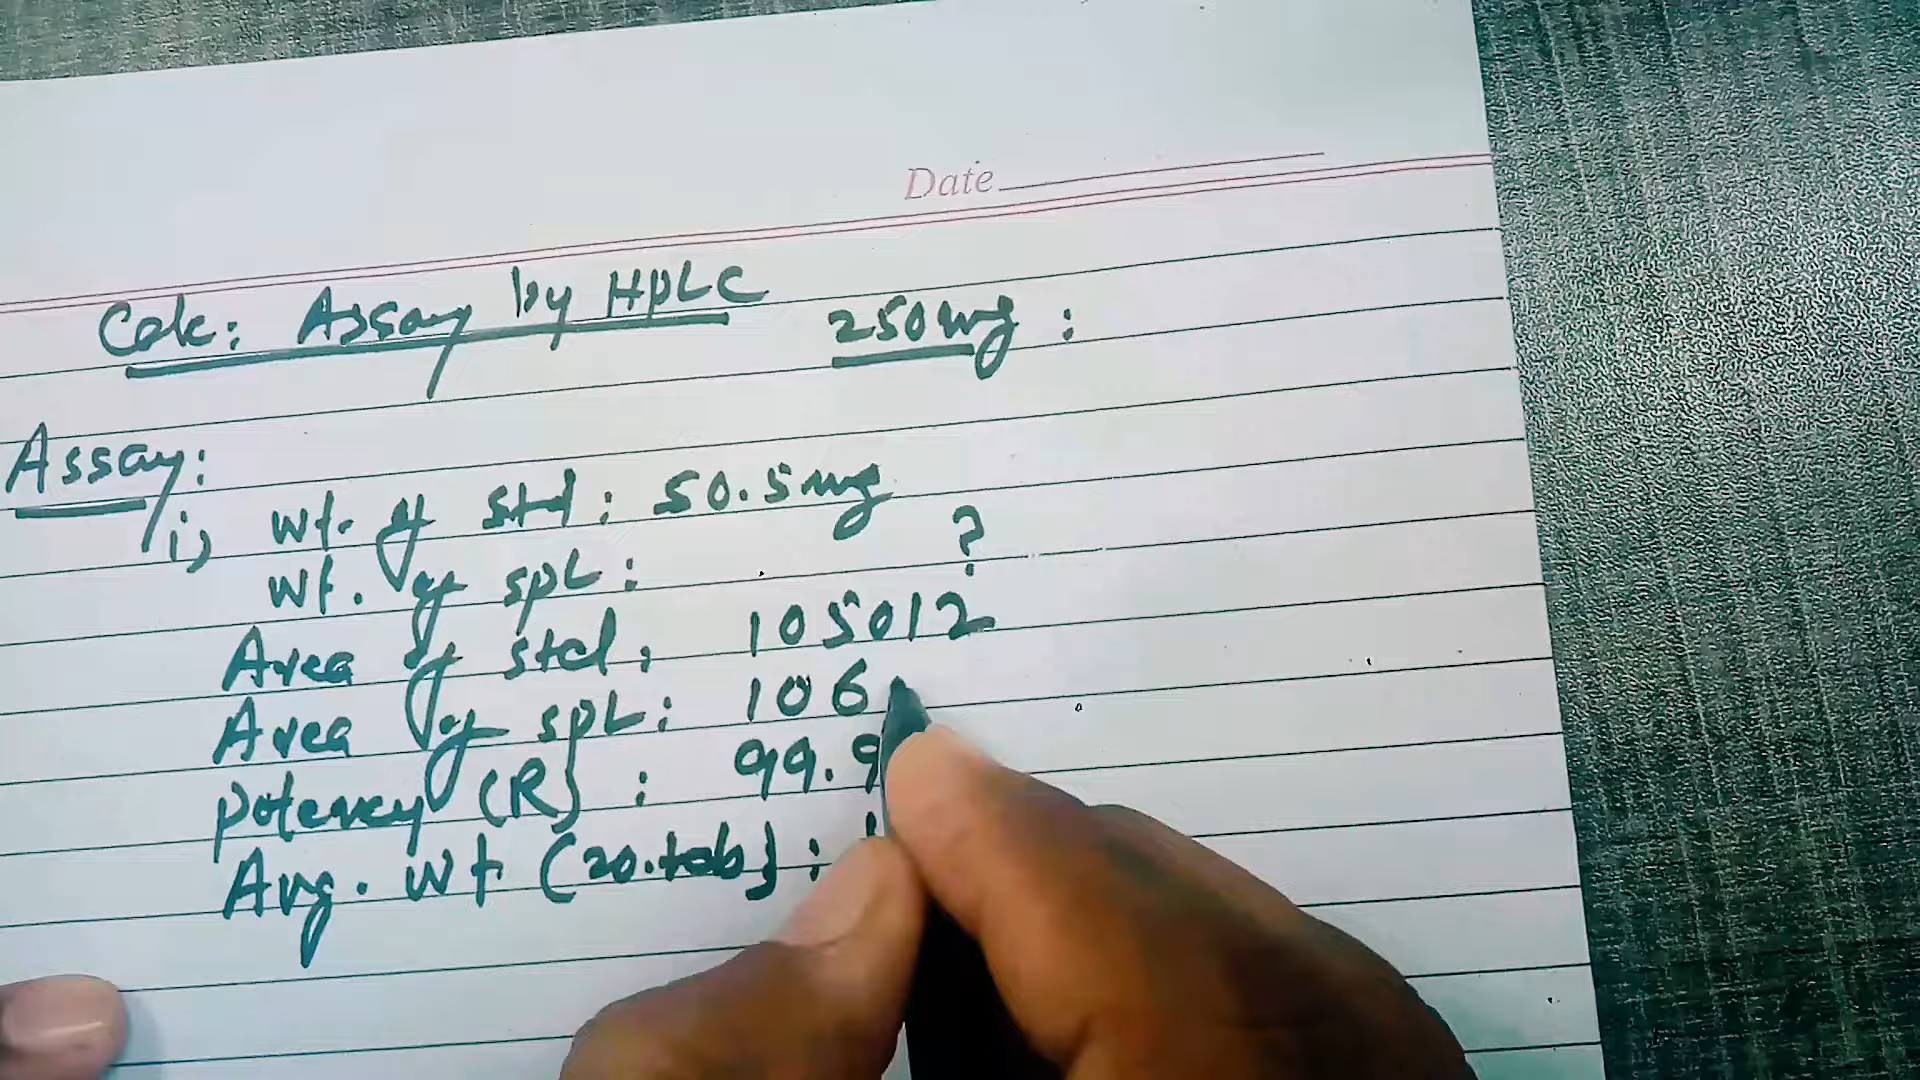 Date
Calc: Assay by HPLC 250mg :
Assay:
i) Wt. of std : 50.5mg
Wt. of spl : ?
Area of std : 105012
Area of spl : 106
potency (R) : 99.9
Avg. wt (20.tab) :